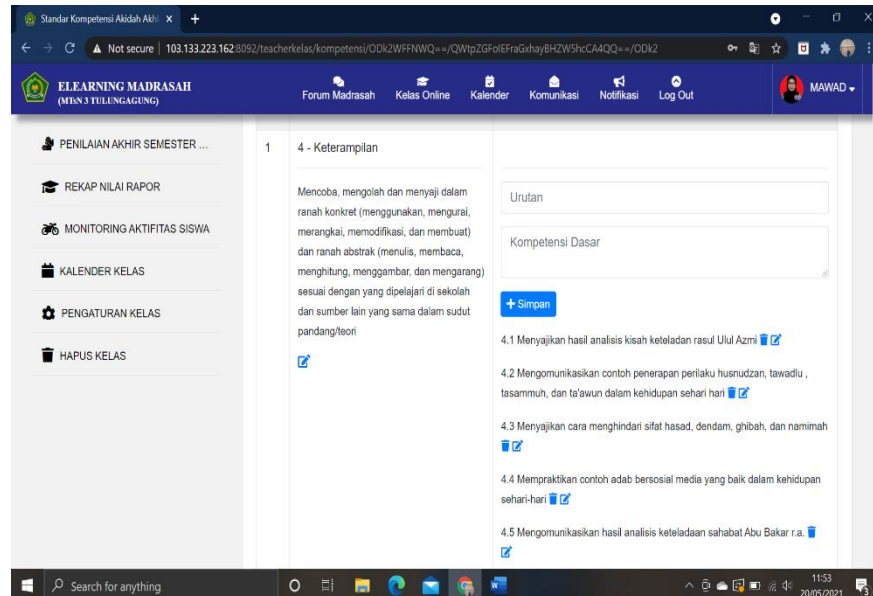 Standar Kompetensi Akidah Akhl
Not secure | 103.133.223.162:8092/teacherkelas/kompetensi/ODk2WFFNWQ==/QWtpZGFolEFraGxhayBHZW5hcCA4QQ==/ODk2
ELEARNING MADRASAH
(MTsN 3 TULUNGAGUNG)
Forum Madrasah
Kelas Online
Kalender
Komunikasi
Notifikasi
Log Out
MAWAD
PENILAIAN AKHIR SEMESTER ...
REKAP NILAI RAPOR
MONITORING AKTIFITAS SISWA
KALENDER KELAS
PENGATURAN KELAS
HAPUS KELAS
1
4 - Keterampilan
Mencoba, mengolah dan menyaji dalam
ranah konkret (menggunakan, mengurai,
merangkai, memodifikasi, dan membuat)
dan ranah abstrak (menulis, membaca,
menghitung, menggambar, dan mengarang)
sesuai dengan yang dipelajari di sekolah
dan sumber lain yang sama dalam sudut
pandang/teori
Urutan
Kompetensi Dasar
+ Simpan
4.1 Menyajikan hasil analisis kisah keteladan rasul Ulul Azmi
4.2 Mengomunikasikan contoh penerapan perilaku husnudzan, tawadlu ,
tasammuh, dan ta'awun dalam kehidupan sehari hari
4.3 Menyajikan cara menghindari sifat hasad, dendam, ghibah, dan namimah
4.4 Mempraktikan contoh adab bersosial media yang baik dalam kehidupan
sehari-hari
4.5 Mengomunikasikan hasil analisis keteladaan sahabat Abu Bakar r.a.
Search for anything
11:53
20/05/2021
3